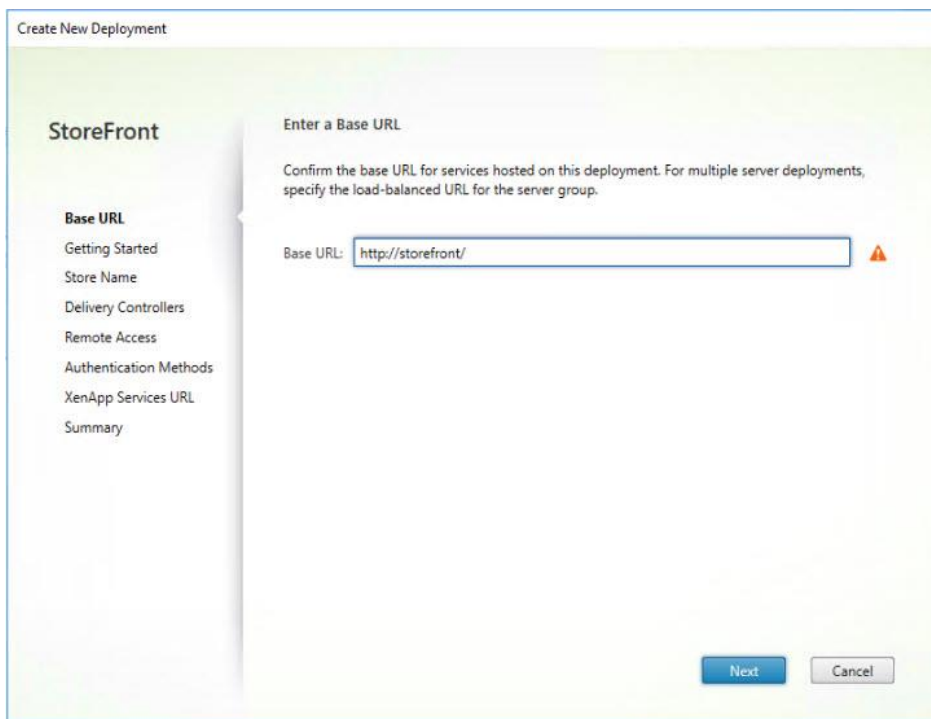 Create New Deployment
StoreFront
Base URL
Getting Started
Store Name
Delivery Controllers
Remote Access
Authentication Methods
XenApp Services URL
Summary
Enter a Base URL
Confirm the base URL for services hosted on this deployment. For multiple server deployments,
specify the load-balanced URL for the server group.
Base URL: http://storefront/
Next Cancel